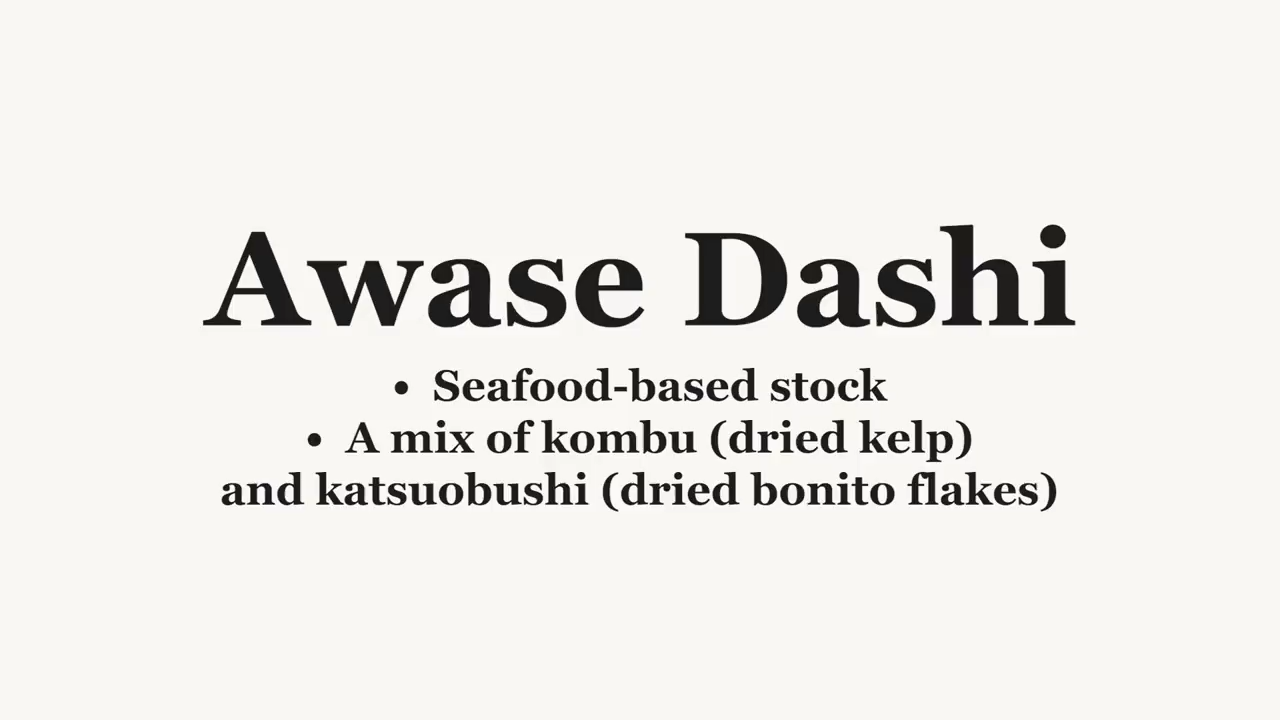 Awase Dashi
• Seafood-based stock
• A mix of kombu (dried kelp)
and katsuobushi (dried bonito flakes)